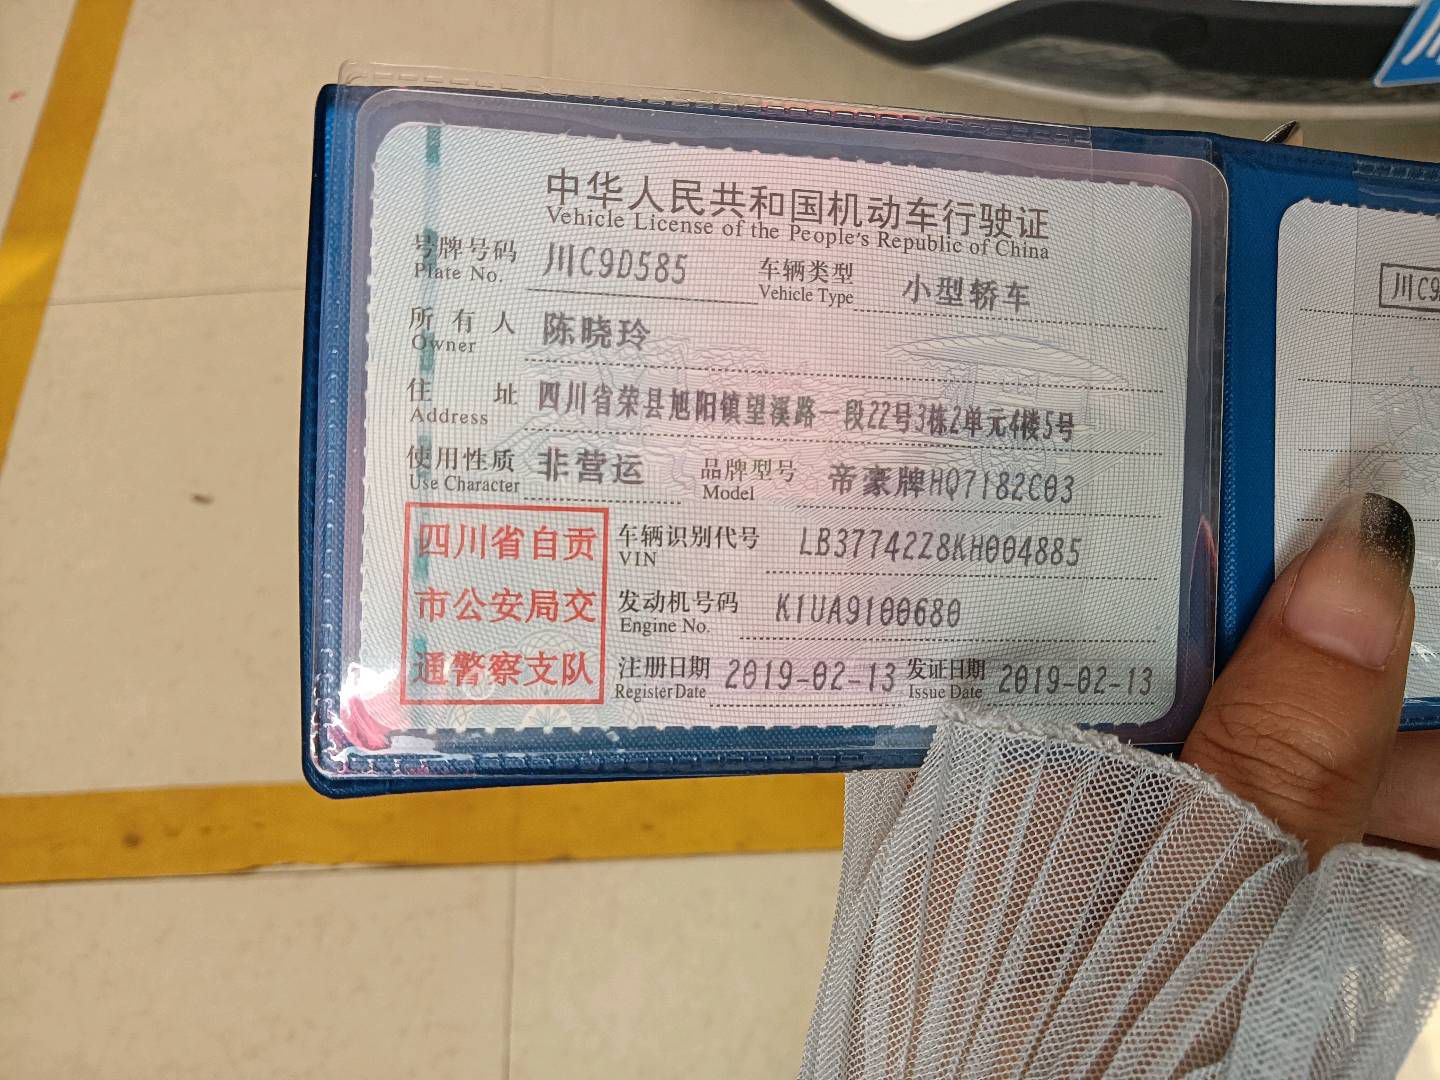 中华人民共和国机动车行驶证
Vehicle License of the People's Republic of China
号牌号码 川C9D585 车辆类型 小型轿车
Plate No. Vehicle Type
所有人 陈晓玲
Owner
住址 四川省荣县旭阳镇望溪路一段22号3栋2单元4楼5号
Address
使用性质 非营运 品牌型号 帝豪牌HQ7182C03
Use Character Model
四川省自贡
市公安局交
通警察支队
车辆识别代号 LB37742Z8KH004885
VIN
发动机号码 K1UA9100680
Engine No.
注册日期 2019-02-13 发证日期 2019-02-13
Register Date Issue Date
川C9